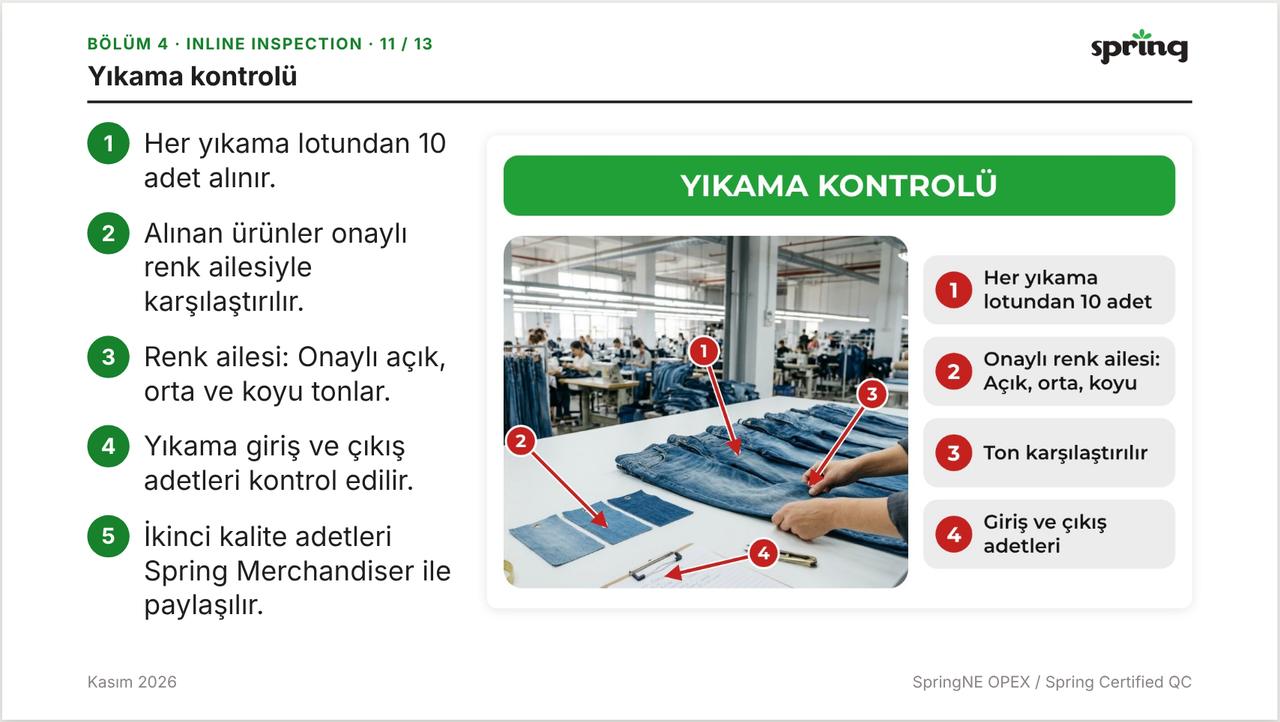 BÖLÜM 4 · INLINE INSPECTION · 11 / 13
Yıkama kontrolü
spring
1
Her yıkama lotundan 10
adet alınır.
2
Alınan ürünler onaylı
renk ailesiyle
karşılaştırılır.
3
Renk ailesi: Onaylı açık,
orta ve koyu tonlar.
4
Yıkama giriş ve çıkış
adetleri kontrol edilir.
5
İkinci kalite adetleri
Spring Merchandiser ile
paylaşılır.
YIKAMA KONTROLÜ
1
2
3
4
1
Her yıkama
lotundan 10 adet
2
Onaylı renk ailesi:
Açık, orta, koyu
3
Ton karşılaştırılır
4
Giriş ve çıkış
adetleri
Kasım 2026
SpringNE OPEX / Spring Certified QC